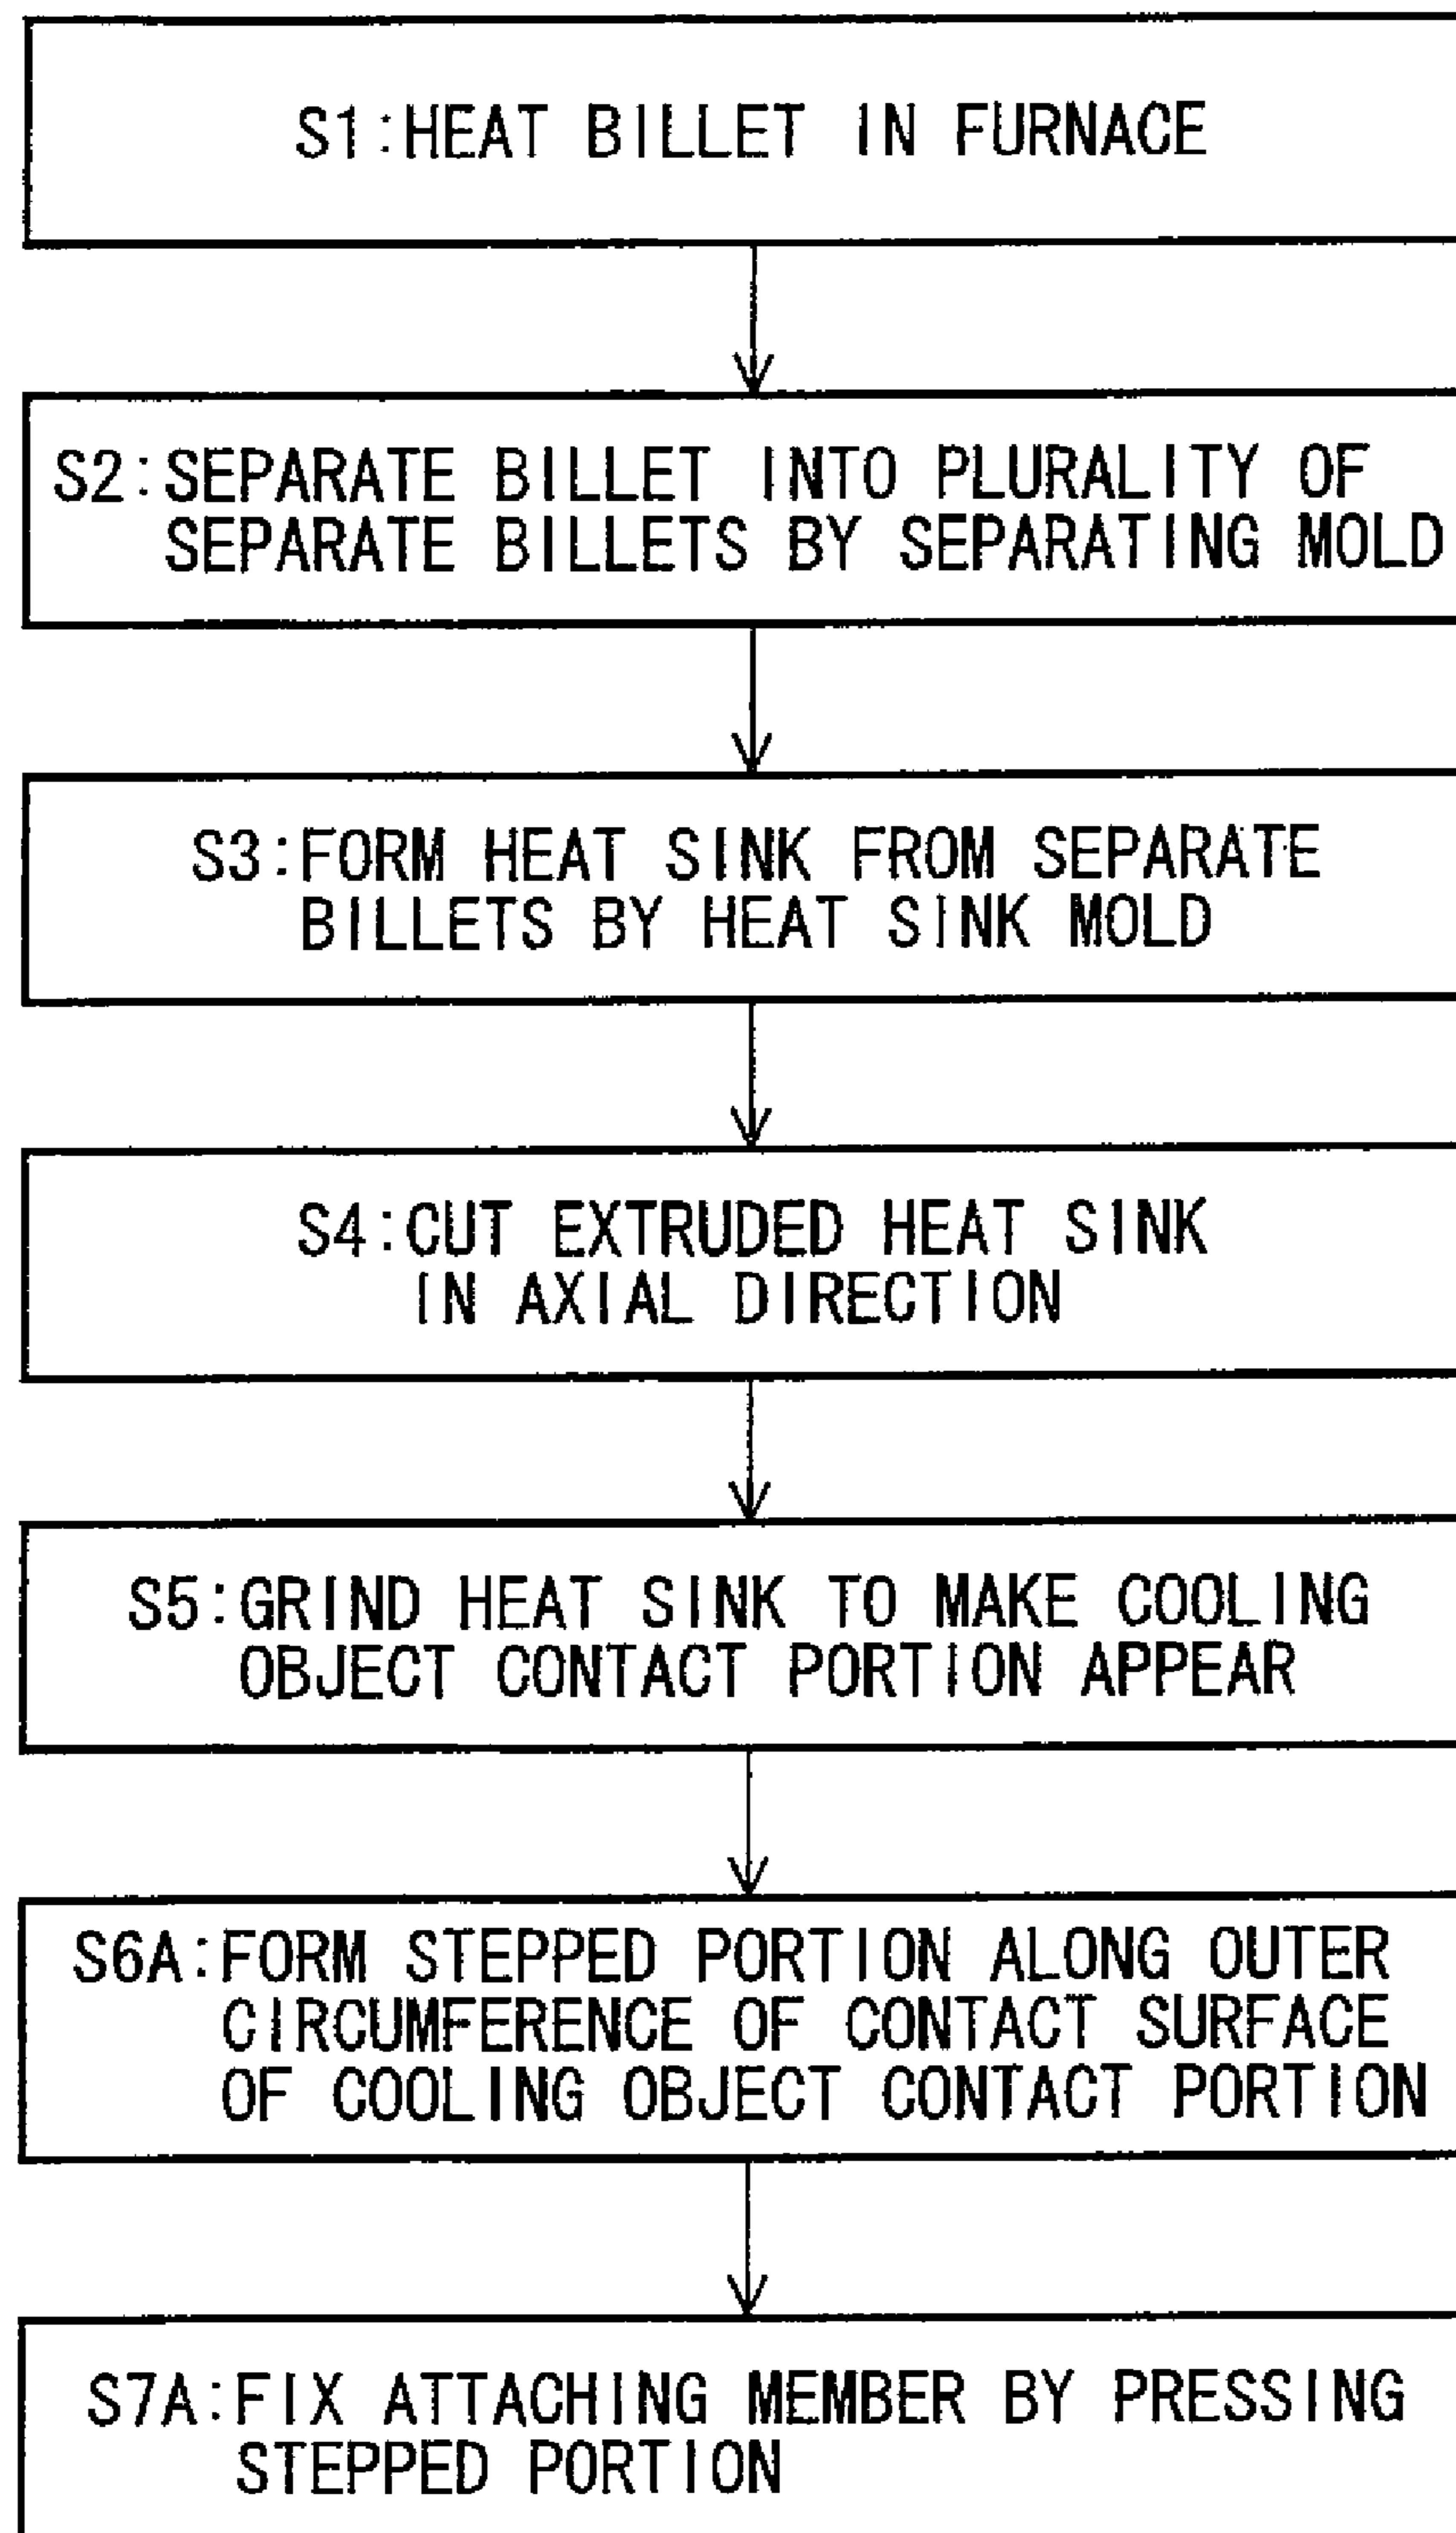 S1:HEAT BILLET IN FURNACE
S2:SEPARATE BILLET INTO PLURALITY OF
SEPARATE BILLETS BY SEPARATING MOLD
S3:FORM HEAT SINK FROM SEPARATE
BILLETS BY HEAT SINK MOLD
S4:CUT EXTRUDED HEAT SINK
IN AXIAL DIRECTION
S5:GRIND HEAT SINK TO MAKE COOLING
OBJECT CONTACT PORTION APPEAR
S6A:FORM STEPPED PORTION ALONG OUTER
CIRCUMFERENCE OF CONTACT SURFACE
OF COOLING OBJECT CONTACT PORTION
S7A:FIX ATTACHING MEMBER BY PRESSING
STEPPED PORTION